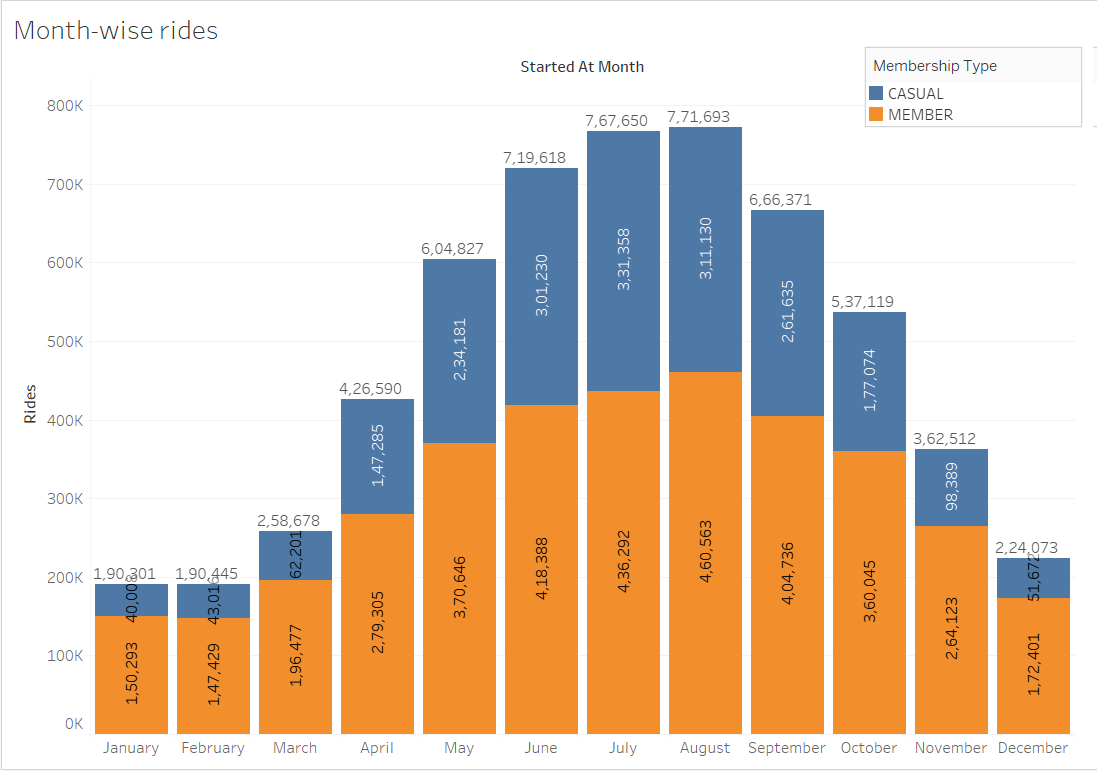 Month-wise rides
Started At Month
Membership Type
CASUAL
MEMBER
Rides
800K
700K
600K
500K
400K
300K
200K
100K
0K
1,90,301
40,008
1,50,293
1,90,445
43,016
1,47,429
2,58,678
62,201
1,96,477
4,26,590
1,47,285
2,79,305
6,04,827
2,34,181
3,70,646
7,19,618
3,01,230
4,18,388
7,67,650
3,31,358
4,36,292
7,71,693
3,11,130
4,60,563
6,66,371
2,61,635
4,04,736
5,37,119
1,77,074
3,60,045
3,62,512
98,389
2,64,123
2,24,073
51,672
1,72,401
January
February
March
April
May
June
July
August
September
October
November
December